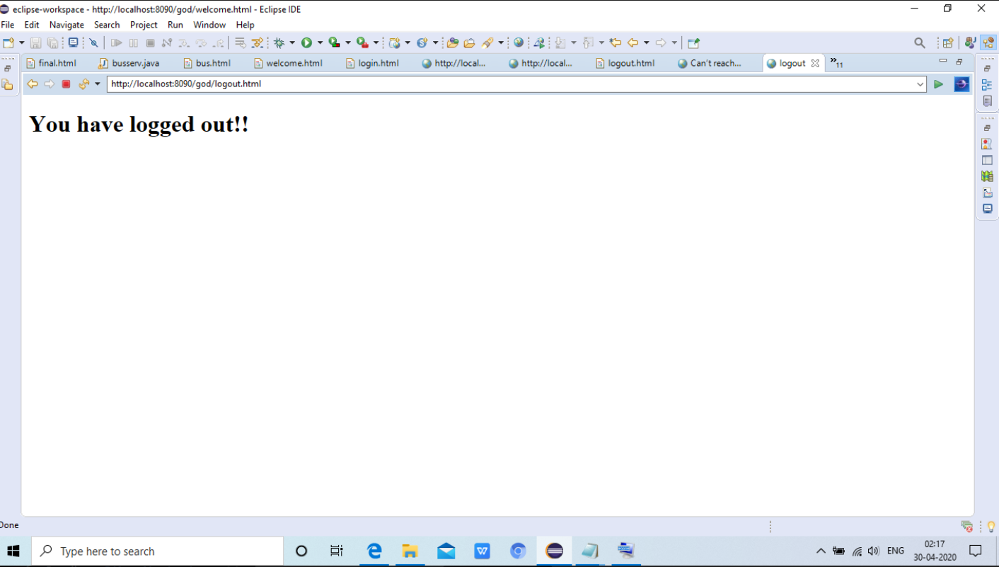 eclipse-workspace - http://localhost:8090/god/welcome.html - Eclipse IDE
File Edit Navigate Search Project Run Window Help
final.html busserv.java bus.html welcome.html login.html http://local... http://local... logout.html Can't reach... logout »11
http://localhost:8090/god/logout.html
You have logged out!!
Done
Type here to search
ENG
02:17
30-04-2020